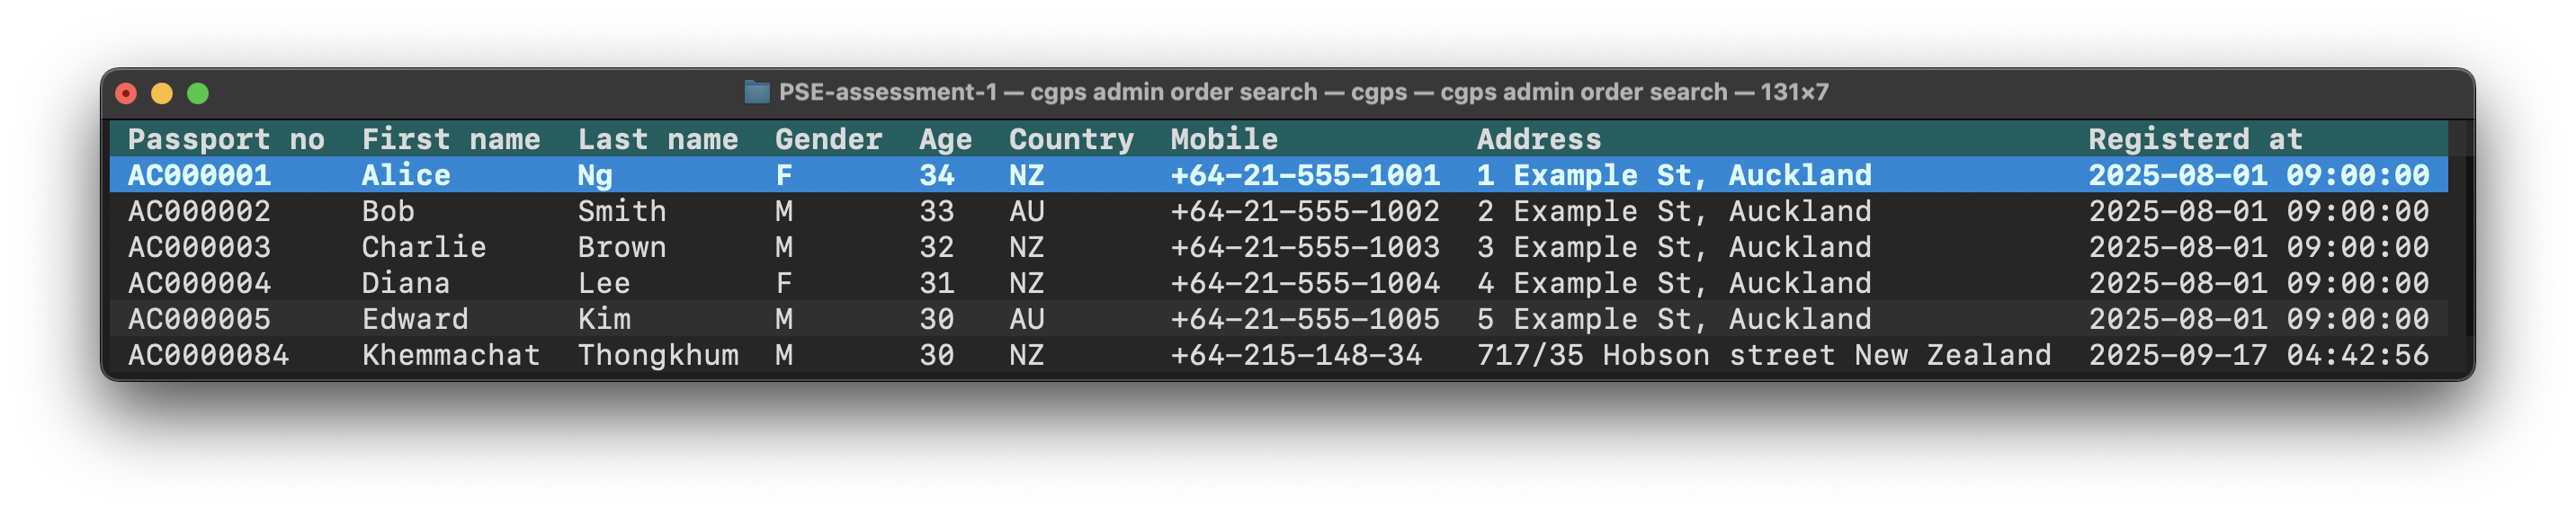 PSE-assessment-1 — cgps admin order search — cgps — cgps admin order search — 131×7
Passport no First name Last name Gender Age Country Mobile Address Registerd at
AC000001 Alice Ng F 34 NZ +64-21-555-1001 1 Example St, Auckland 2025-08-01 09:00:00
AC000002 Bob Smith M 33 AU +64-21-555-1002 2 Example St, Auckland 2025-08-01 09:00:00
AC000003 Charlie Brown M 32 NZ +64-21-555-1003 3 Example St, Auckland 2025-08-01 09:00:00
AC000004 Diana Lee F 31 NZ +64-21-555-1004 4 Example St, Auckland 2025-08-01 09:00:00
AC000005 Edward Kim M 30 AU +64-21-555-1005 5 Example St, Auckland 2025-08-01 09:00:00
AC0000084 Khemmachat Thongkhum M 30 NZ +64-215-148-34 717/35 Hobson street New Zealand 2025-09-17 04:42:56